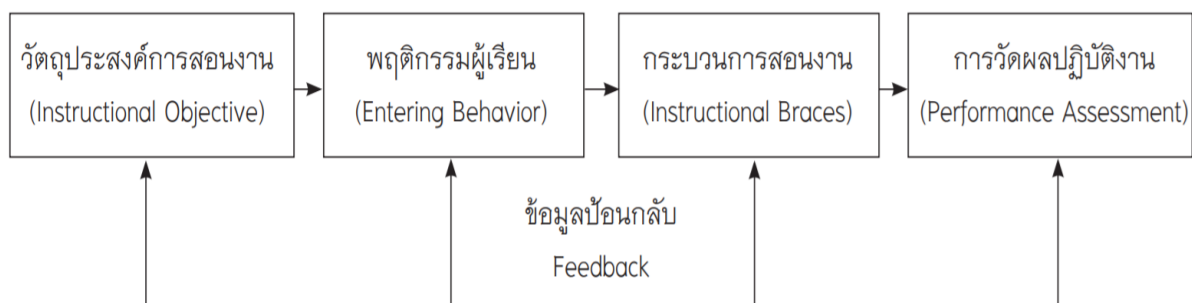 วัตถุประสงค์การสอนงาน
(Instructional Objective)
พฤติกรรมผู้เรียน
(Entering Behavior)
กระบวนการสอนงาน
(Instructional Braces)
การวัดผลปฏิบัติงาน
(Performance Assessment)
ข้อมูลป้อนกลับ
Feedback